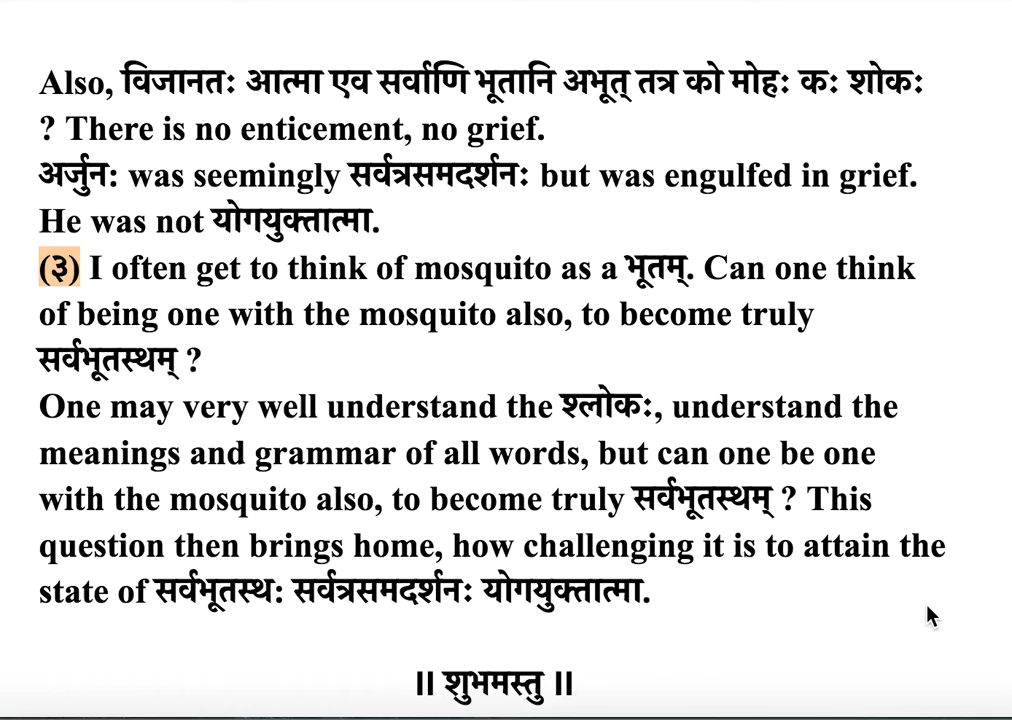 Also, विजानतः आत्मा एव सर्वाणि भूतानि अभूत् तत्र को मोहः कः शोकः
? There is no enticement, no grief.
अर्जुन: was seemingly सर्वत्रसमदर्शनः but was engulfed in grief.
He was not योगयुक्तात्मा.
(३) I often get to think of mosquito as a भूतम्. Can one think
of being one with the mosquito also, to become truly
सर्वभूतस्थम् ?
One may very well understand the श्लोकः, understand the
meanings and grammar of all words, but can one be one
with the mosquito also, to become truly सर्वभूतस्थम् ? This
question then brings home, how challenging it is to attain the
state of सर्वभूतस्थ: सर्वत्रसमदर्शनः योगयुक्तात्मा.
॥ शुभमस्तु ॥